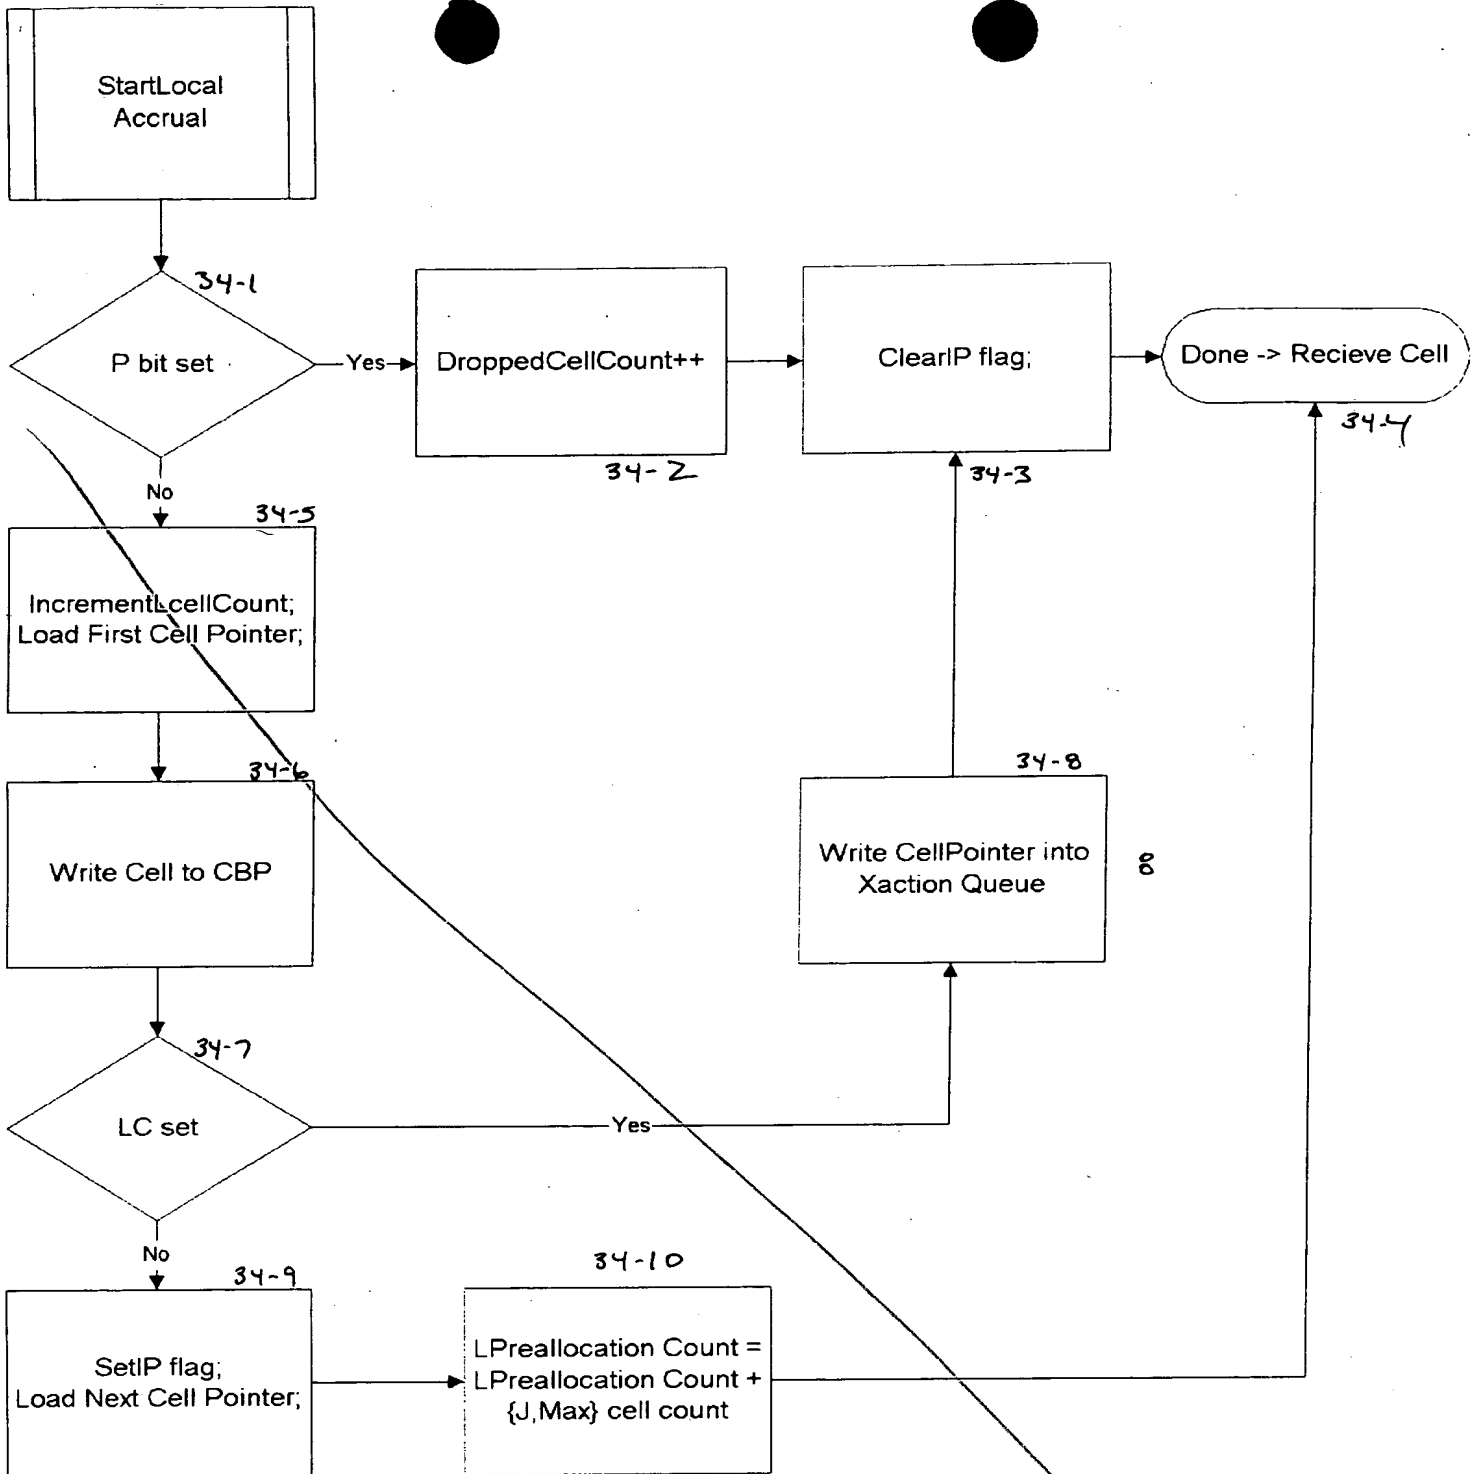 StartLocal
Accrual
34-1
P bit set
Yes
DroppedCellCount++
34-2
ClearIP flag;
34-3
Done -> Recieve Cell
34-4
No
34-5
IncrementLcellCount;
Load First Cell Pointer;
34-6
Write Cell to CBP
34-7
LC set
Yes
34-8
Write CellPointer into
Xaction Queue
8
No
34-9
SetIP flag;
Load Next Cell Pointer;
34-10
LPreallocation Count =
LPreallocation Count +
{J,Max} cell count